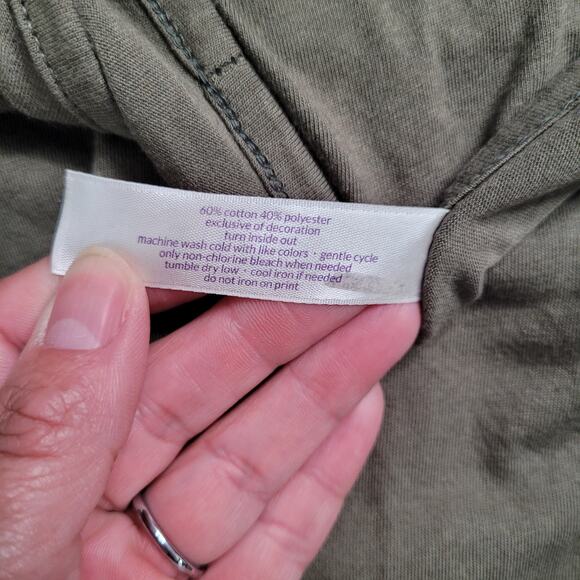 60% cotton 40% polyester
exclusive of decoration
turn inside out
machine wash cold with like colors · gentle cycle
only non-chlorine bleach when needed
tumble dry low · cool iron if needed
do not iron on print